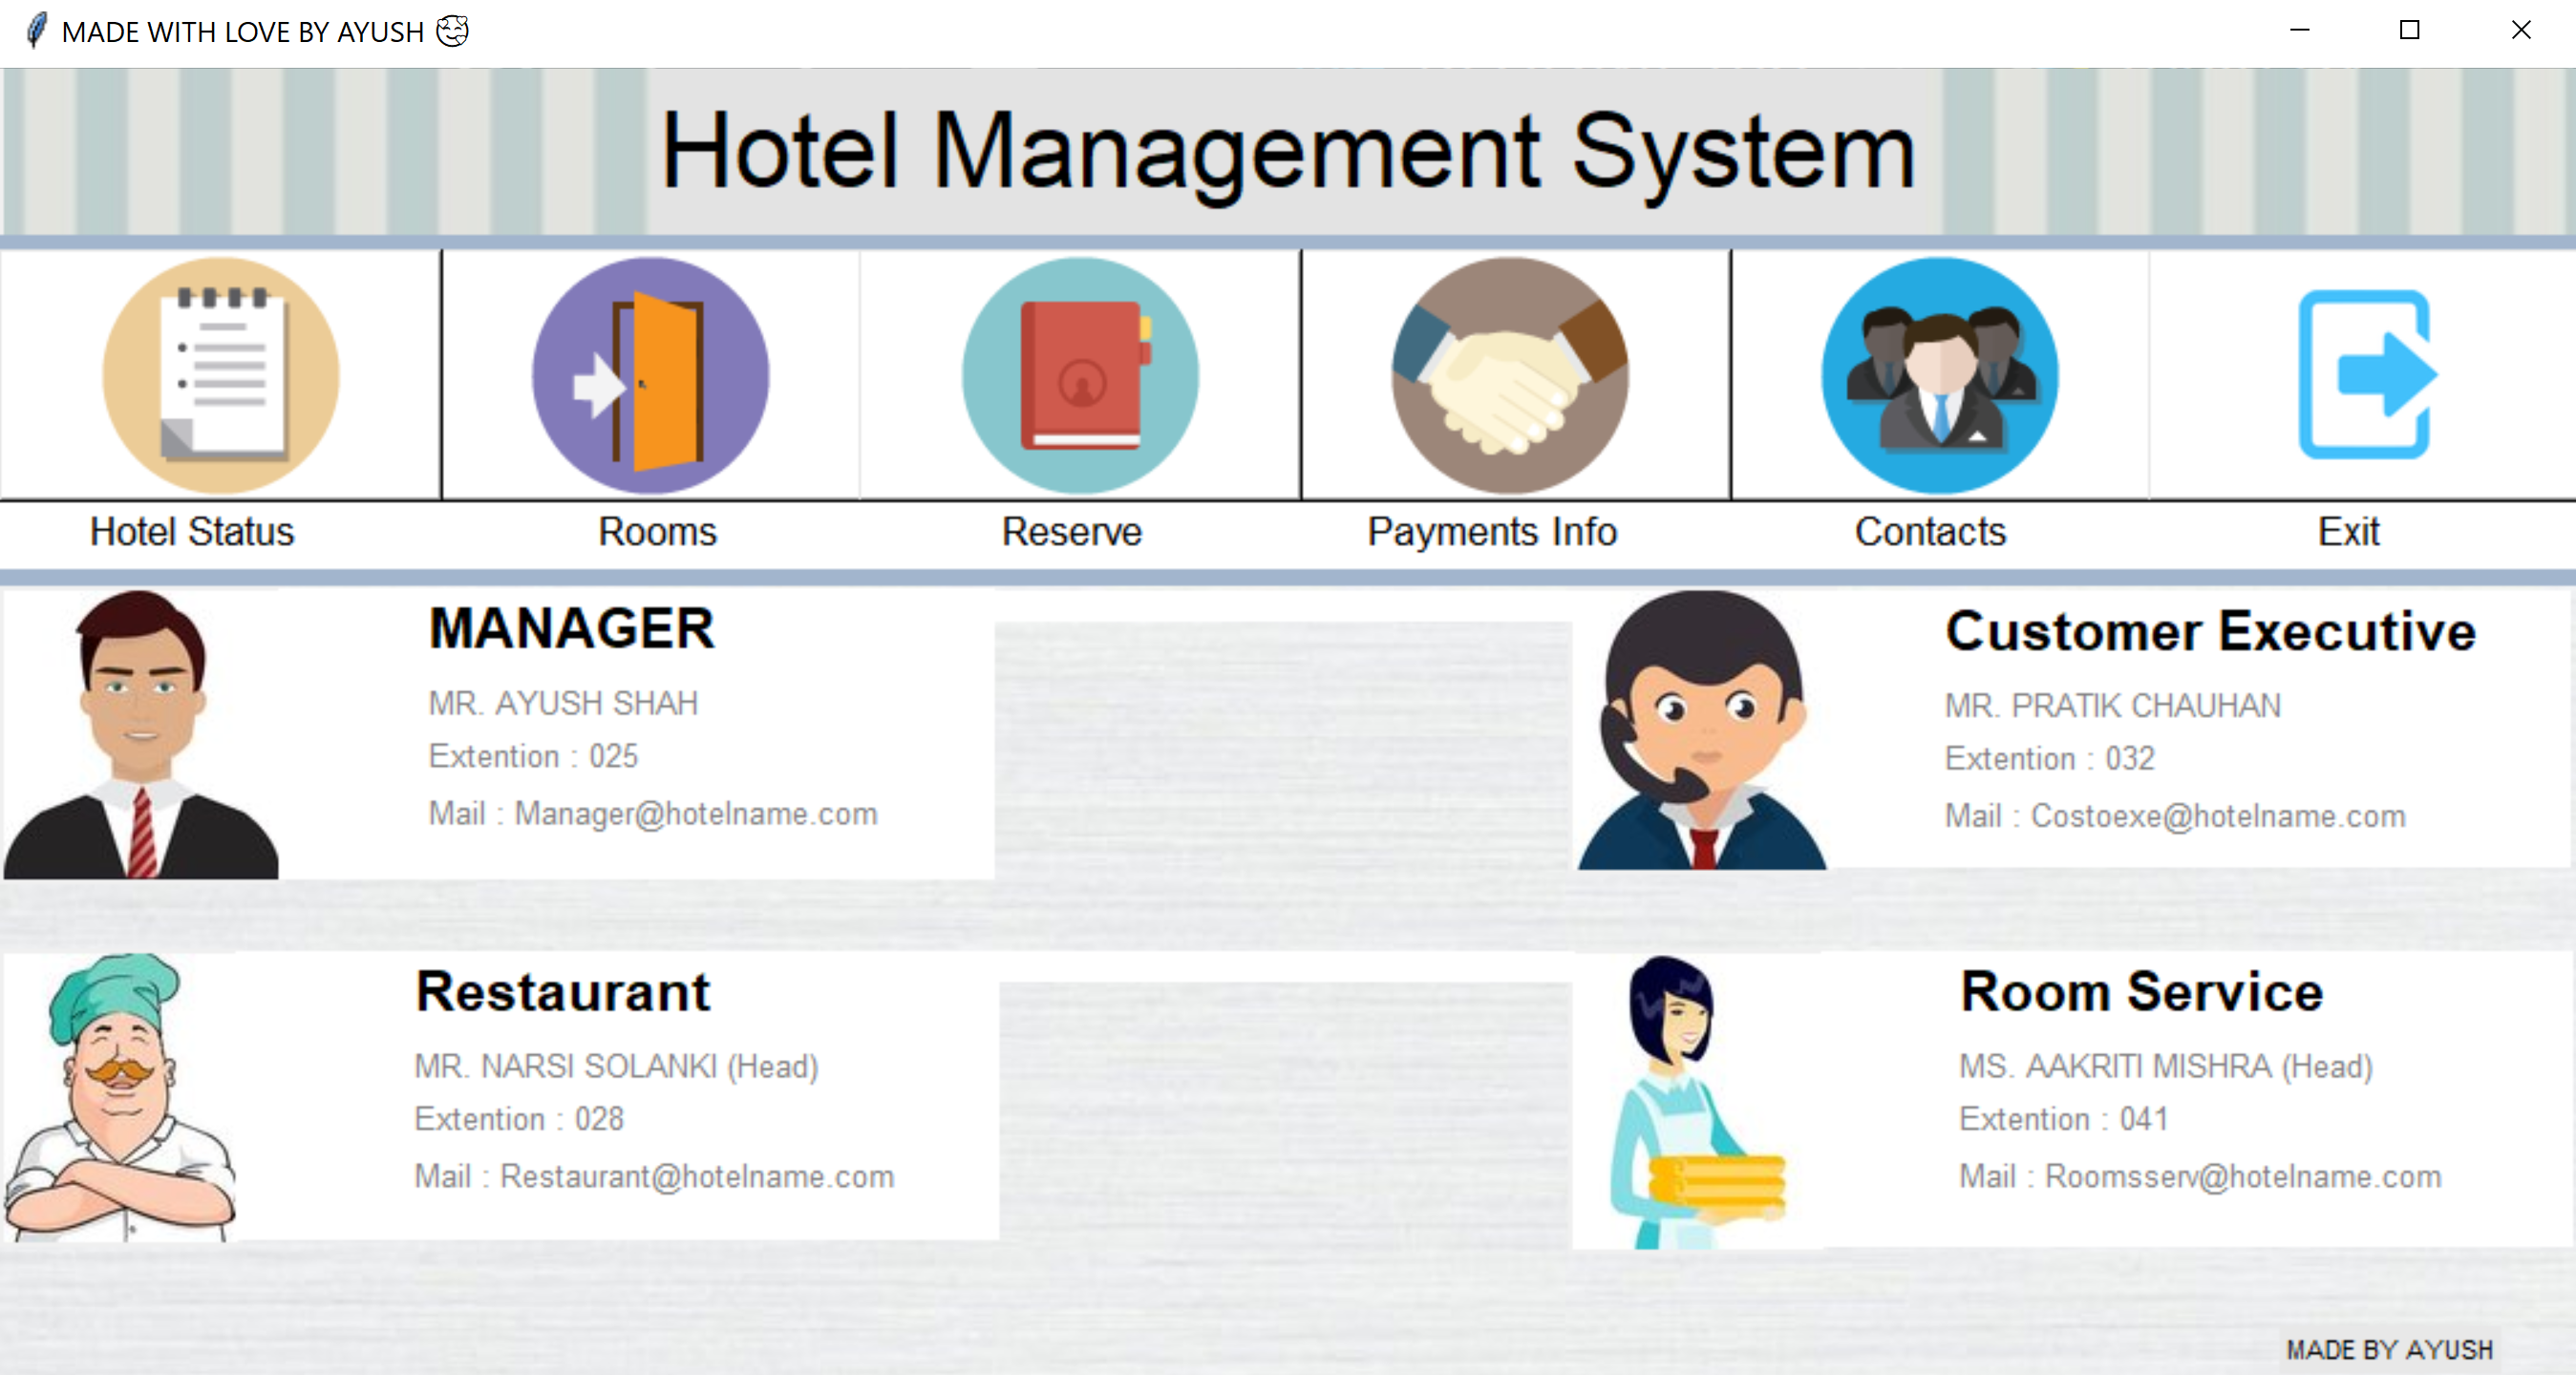 MADE WITH LOVE BY AYUSH 🥰
Hotel Management System
Hotel Status
Rooms
Reserve
Payments Info
Contacts
Exit
MANAGER
MR. AYUSH SHAH
Extention : 025
Mail : Manager@hotelname.com
Customer Executive
MR. PRATIK CHAUHAN
Extention : 032
Mail : Costoexe@hotelname.com
Restaurant
MR. NARSI SOLANKI (Head)
Extention : 028
Mail : Restaurant@hotelname.com
Room Service
MS. AAKRITI MISHRA (Head)
Extention : 041
Mail : Roomsserv@hotelname.com
MADE BY AYUSH